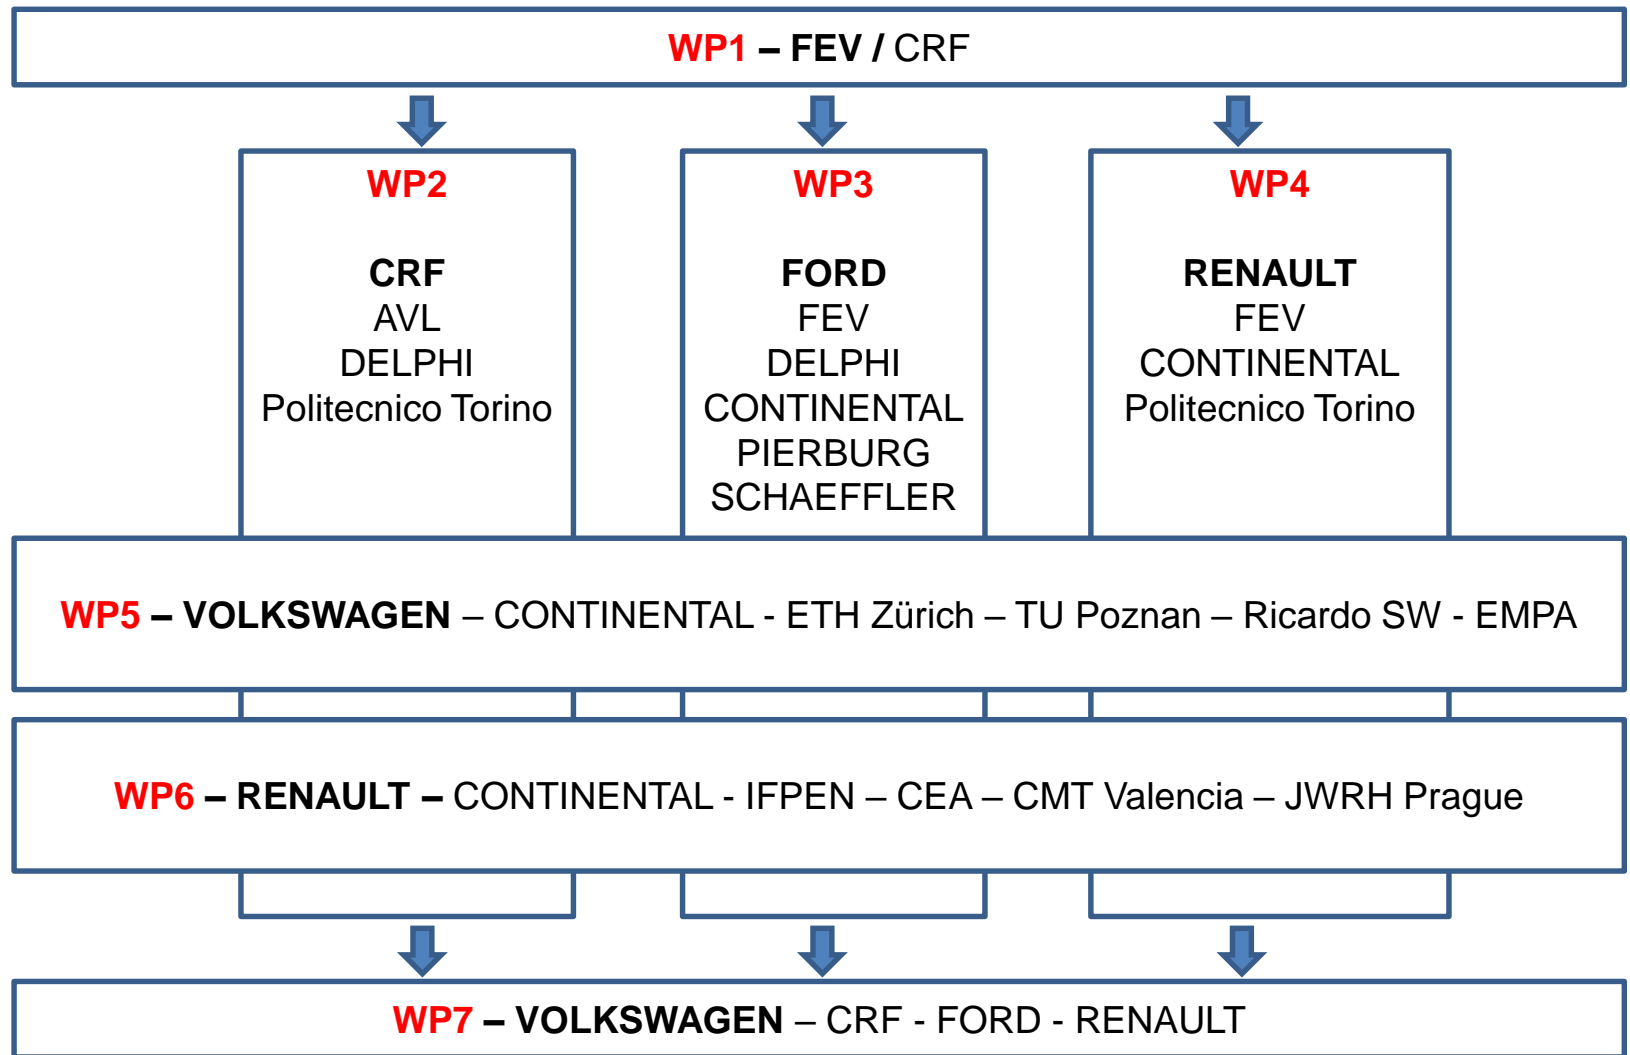 WP1 – FEV / CRF
WP2
CRF
AVL
DELPHI
Politecnico Torino
WP3
FORD
FEV
DELPHI
CONTINENTAL
PIERBURG
SCHAEFFLER
WP4
RENAULT
FEV
CONTINENTAL
Politecnico Torino
WP5 – VOLKSWAGEN – CONTINENTAL - ETH Zürich – TU Poznan – Ricardo SW - EMPA
WP6 – RENAULT – CONTINENTAL - IFPEN – CEA – CMT Valencia – JWRH Prague
WP7 – VOLKSWAGEN – CRF - FORD - RENAULT